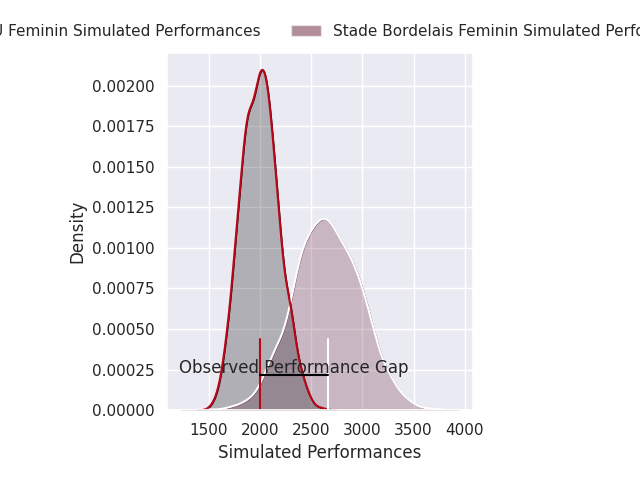 Feminin Simulated Performances
Stade Bordelais Feminin Simulated
0.00200
0.00175
0.00150
0.00125
0.00100
0.00075
0.00050
0.00025
0.00000
Density
Observed Performance Gap
1500 2000 2500 3000 3500 4000
Simulated Performances